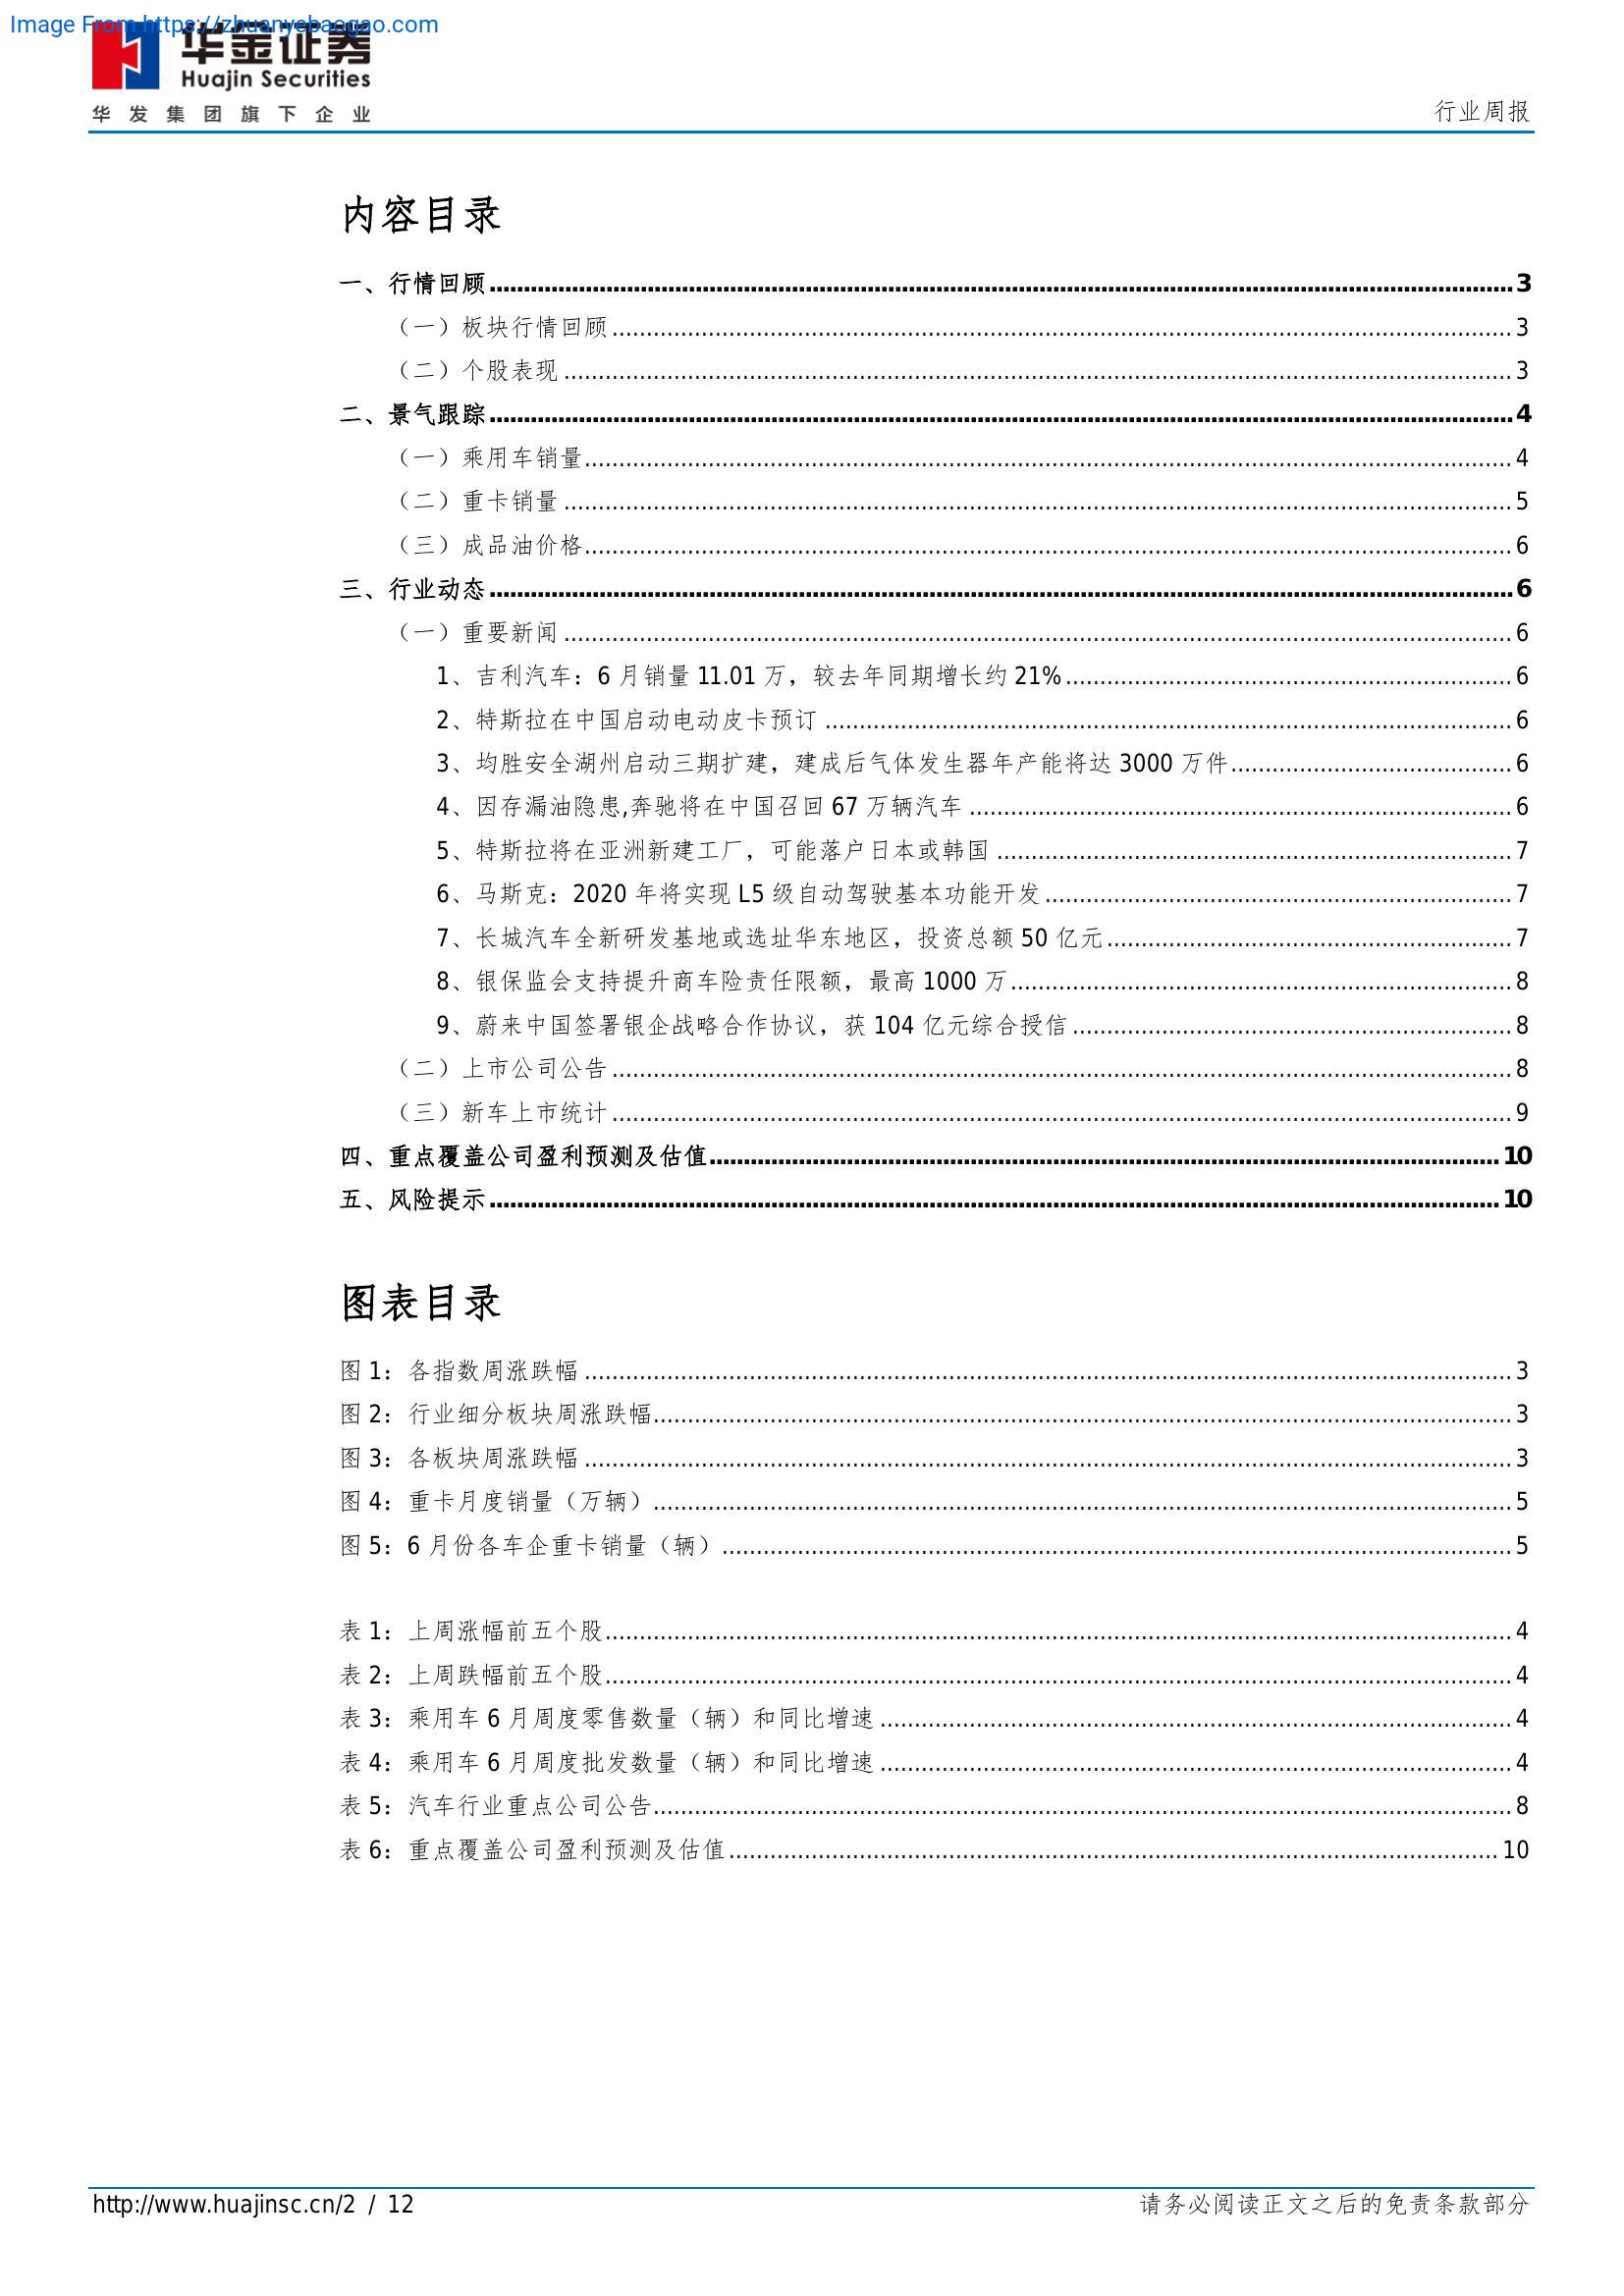 Image From https://zhuanyebaogao.com
华金证券
Huajin Securities
华发集团旗下企业
行业周报
内容目录
一、行情回顾 3
（一）板块行情回顾 3
（二）个股表现 3
二、景气跟踪 4
（一）乘用车销量 4
（二）重卡销量 5
（三）成品油价格 6
三、行业动态 6
（一）重要新闻 6
1、吉利汽车：6 月销量 11.01 万，较去年同期增长约 21% 6
2、特斯拉在中国启动电动皮卡预订 6
3、均胜安全湖州启动三期扩建，建成后气体发生器年产能将达 3000 万件 6
4、因存漏油隐患,奔驰将在中国召回 67 万辆汽车 6
5、特斯拉将在亚洲新建工厂，可能落户日本或韩国 7
6、马斯克：2020 年将实现 L5 级自动驾驶基本功能开发 7
7、长城汽车全新研发基地或选址华东地区，投资总额 50 亿元 7
8、银保监会支持提升商车险责任限额，最高 1000 万 8
9、蔚来中国签署银企战略合作协议，获 104 亿元综合授信 8
（二）上市公司公告 8
（三）新车上市统计 9
四、重点覆盖公司盈利预测及估值 10
五、风险提示 10
图表目录
图 1：各指数周涨跌幅 3
图 2：行业细分板块周涨跌幅 3
图 3：各板块周涨跌幅 3
图 4：重卡月度销量（万辆） 5
图 5：6 月份各车企重卡销量（辆） 5
表 1：上周涨幅前五个股 4
表 2：上周跌幅前五个股 4
表 3：乘用车 6 月周度零售数量（辆）和同比增速 4
表 4：乘用车 6 月周度批发数量（辆）和同比增速 4
表 5：汽车行业重点公司公告 8
表 6：重点覆盖公司盈利预测及估值 10
http://www.huajinsc.cn/2 / 12
请务必阅读正文之后的免责条款部分